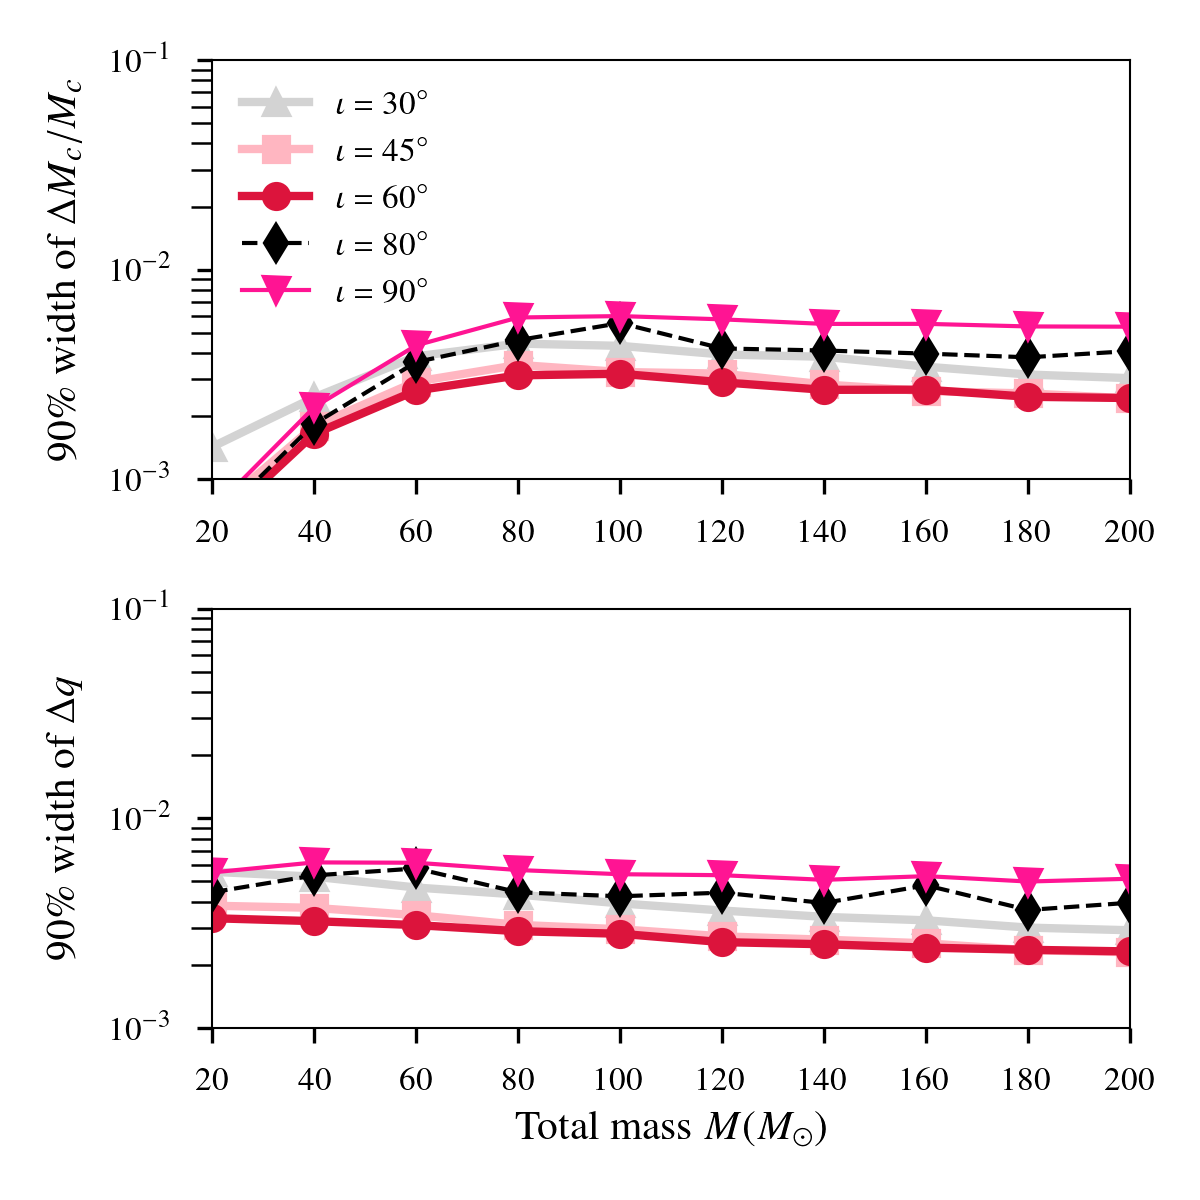 90% width of ΔM_c/M_c
10⁻¹
10⁻²
10⁻³
ι = 30°
ι = 45°
ι = 60°
ι = 80°
ι = 90°
20 40 60 80 100 120 140 160 180 200
90% width of Δq
10⁻¹
10⁻²
10⁻³
20 40 60 80 100 120 140 160 180 200
Total mass M(M_⊙)